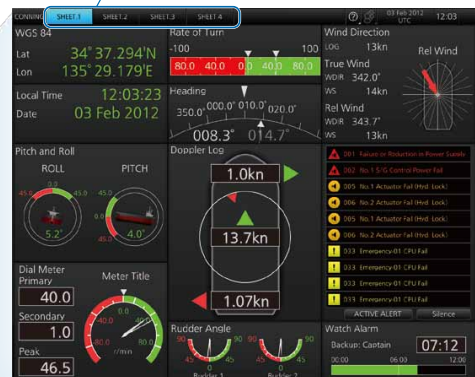 CONNING SHEET.1 SHEET.2 SHEET.3 SHEET.4 03 Feb 2012 UTC 12:03
WGS 84
Lat 34°37.294'N
Lon 135°29.179'E
Local Time 12:03:23
Date 03 Feb 2012
Rate of Turn
-100 100
80.0 40.0 0.0 40.0 80.0
Heading
350.0° 000.0° 010.0° 020.0°
008.3° 014.7°
Wind Direction
LOG 13kn
True Wind
WDIR 342.0°
WS 14kn
Rel Wind
WDIR 343.7°
WS 13kn
Rel Wind
Pitch and Roll
ROLL PITCH
45.0 0.0 45.0
45.0 0.0 45.0
5.2° 4.0°
Doppler Log
1.0kn
13.7kn
1.07kn
001 Failure or Reduction in Power Supply
002 No.1 S/G Control Power Fail
005 No.1 Actuator Fail (Hyd. Lock)
006 No.2 Actuator Fail (Hyd. Lock)
005 No.1 Actuator Fail (Hyd. Lock)
006 No.2 Actuator Fail (Hyd. Lock)
033 Emergency-01 CPU Fail
033 Emergency-01 CPU Fail
033 Emergency-01 CPU Fail
033 Emergency-01 CPU Fail
ACTIVE ALERT Silence
Dial Meter
Primary
40.0
Secondary
1.0
Peak
46.5
Meter Title
r/min
Rudder Angle
90 90 90 90
45 0 45 45 0 45
Rudder 1 Rudder 2
Watch Alarm
Backup: Captain 07:12
00:00 06:00 12:00